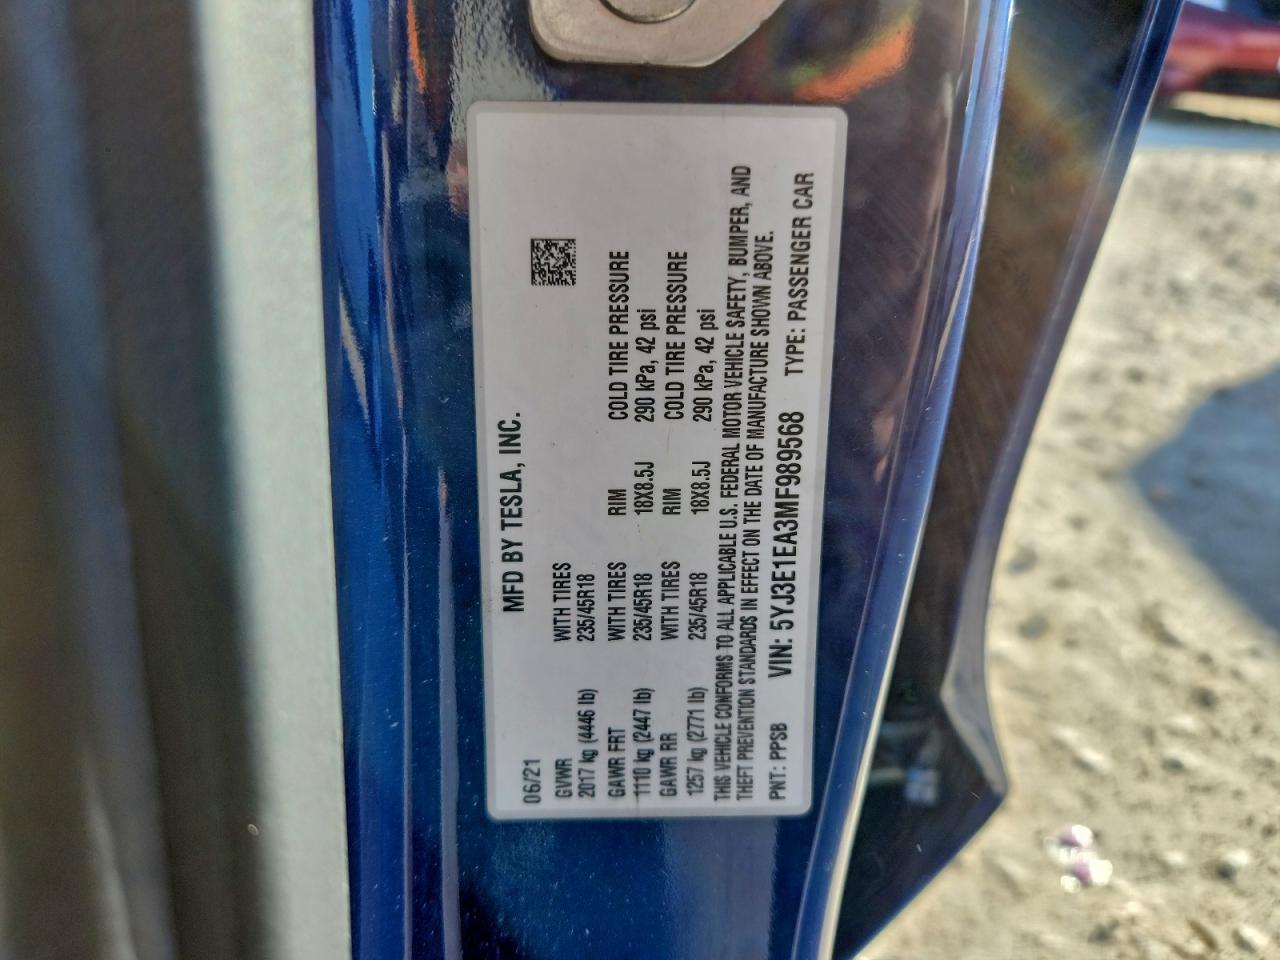 MFD BY TESLA, INC.
06/21
GVWR WITH TIRES
2017 kg (4446 lb) 235/45R18
GAWR FRT WITH TIRES RIM COLD TIRE PRESSURE
1110 kg (2447 lb) 235/45R18 18X8.5J 290 kPa, 42 psi
GAWR RR WITH TIRES RIM COLD TIRE PRESSURE
1257 kg (2771 lb) 235/45R18 18X8.5J 290 kPa, 42 psi
THIS VEHICLE CONFORMS TO ALL APPLICABLE U.S. FEDERAL MOTOR VEHICLE SAFETY, BUMPER, AND
THEFT PREVENTION STANDARDS IN EFFECT ON THE DATE OF MANUFACTURE SHOWN ABOVE.
PNT: PPSB VIN: 5YJ3E1EA3MF989568 TYPE: PASSENGER CAR